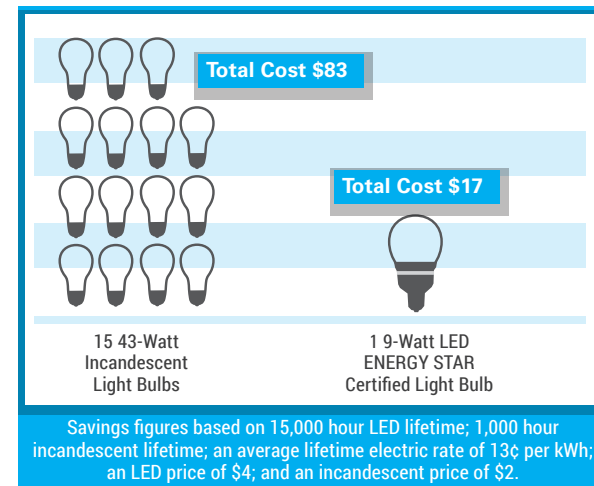 Total Cost $83
Total Cost $17
15 43-Watt
Incandescent
Light Bulbs
1 9-Watt LED
ENERGY STAR
Certified Light Bulb
Savings figures based on 15,000 hour LED lifetime; 1,000 hour
incandescent lifetime; an average lifetime electric rate of 13¢ per kWh;
an LED price of $4; and an incandescent price of $2.